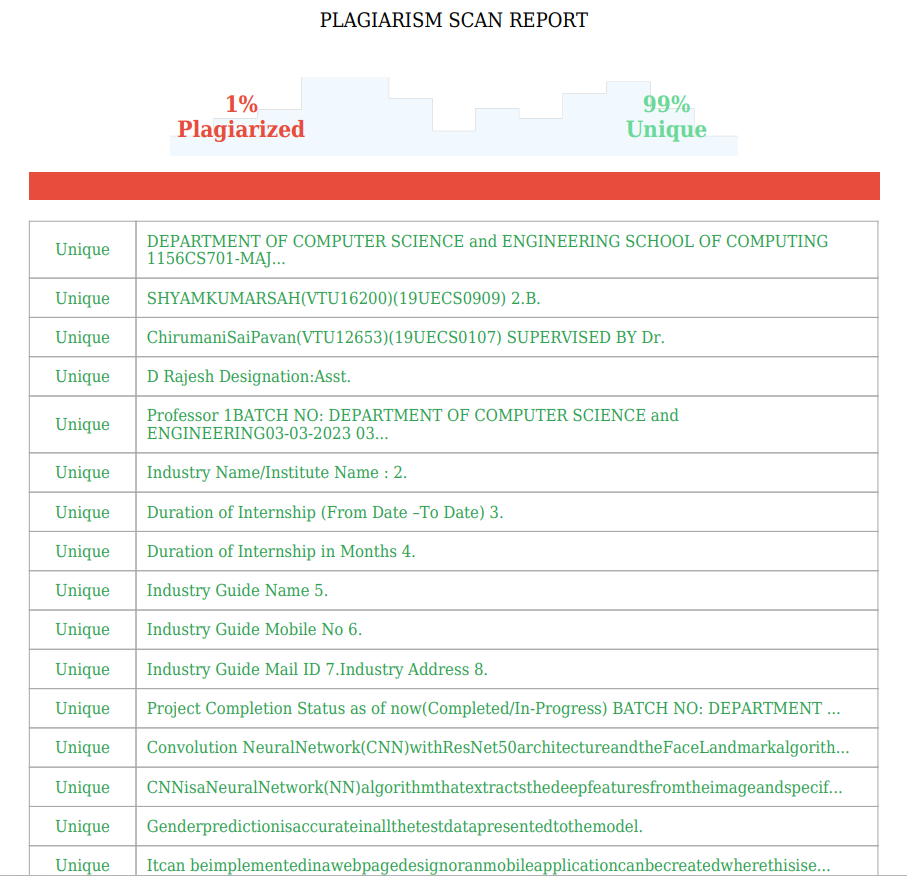 PLAGIARISM SCAN REPORT
1%
Plagiarized
99%
Unique
Unique
DEPARTMENT OF COMPUTER SCIENCE and ENGINEERING SCHOOL OF COMPUTING
1156CS701-MAJ...
Unique
SHYAMKUMARSAH(VTU16200)(19UECS0909) 2.B.
Unique
ChirumaniSaiPavan(VTU12653)(19UECS0107) SUPERVISED BY Dr.
Unique
D Rajesh Designation:Asst.
Unique
Professor 1BATCH NO: DEPARTMENT OF COMPUTER SCIENCE and
ENGINEERING03-03-2023 03...
Unique
Industry Name/Institute Name : 2.
Unique
Duration of Internship (From Date –To Date) 3.
Unique
Duration of Internship in Months 4.
Unique
Industry Guide Name 5.
Unique
Industry Guide Mobile No 6.
Unique
Industry Guide Mail ID 7.Industry Address 8.
Unique
Project Completion Status as of now(Completed/In-Progress) BATCH NO: DEPARTMENT ...
Unique
Convolution NeuralNetwork(CNN)withResNet50architectureandtheFaceLandmarkalgorith...
Unique
CNNisaNeuralNetwork(NN)algorithmthatextractsthedeepfeaturesfromtheimageandspecif...
Unique
Genderpredictionisaccurateinallthetestdatapresentedtothemodel.
Unique
Itcan beimplementedinawebpagedesignoranmobileapplicationcanbecreatedwherethisise...